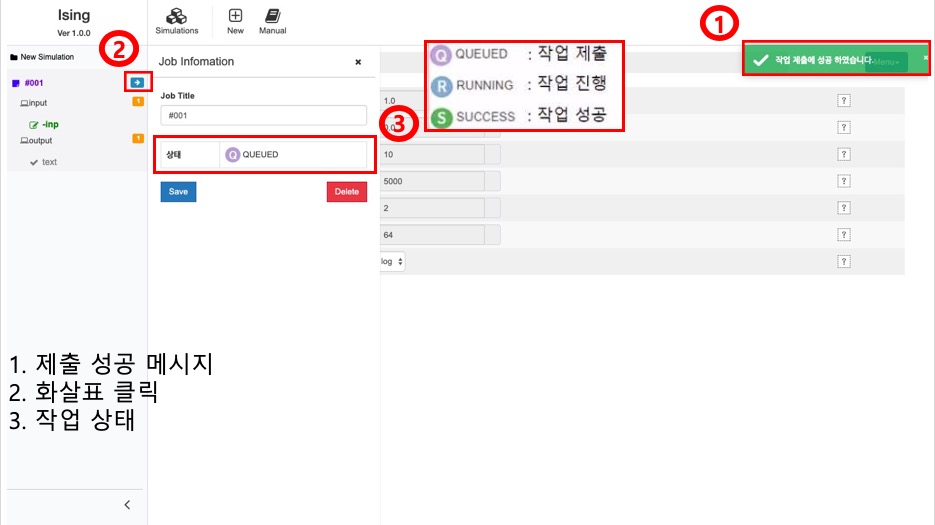 Ising
Ver 1.0.0
Simulations
New
Manual
1
2
New Simulation
#001
input
1
-inp
output
1
text
Job Infomation
×
Job Title
#001
3
상태
Q QUEUED
Save
Delete
Q QUEUED : 작업 제출
R RUNNING : 작업 진행
S SUCCESS : 작업 성공
작업 제출에 성공 하였습니다.
Menu
×
1.0
?
0.0
?
10
?
5000
?
2
?
64
?
log
?
1. 제출 성공 메시지
2. 화살표 클릭
3. 작업 상태